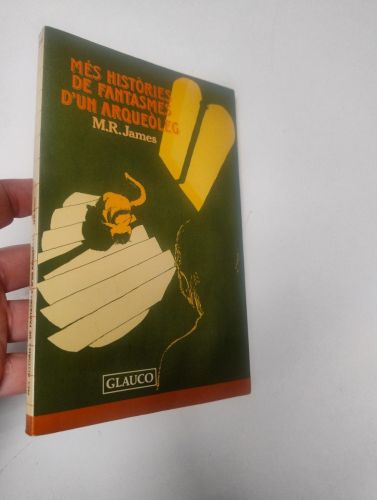 MÉS HISTÒRIES
DE FANTASMES
D'UN ARQUEÒLEG
M.R. James
GLAUCO